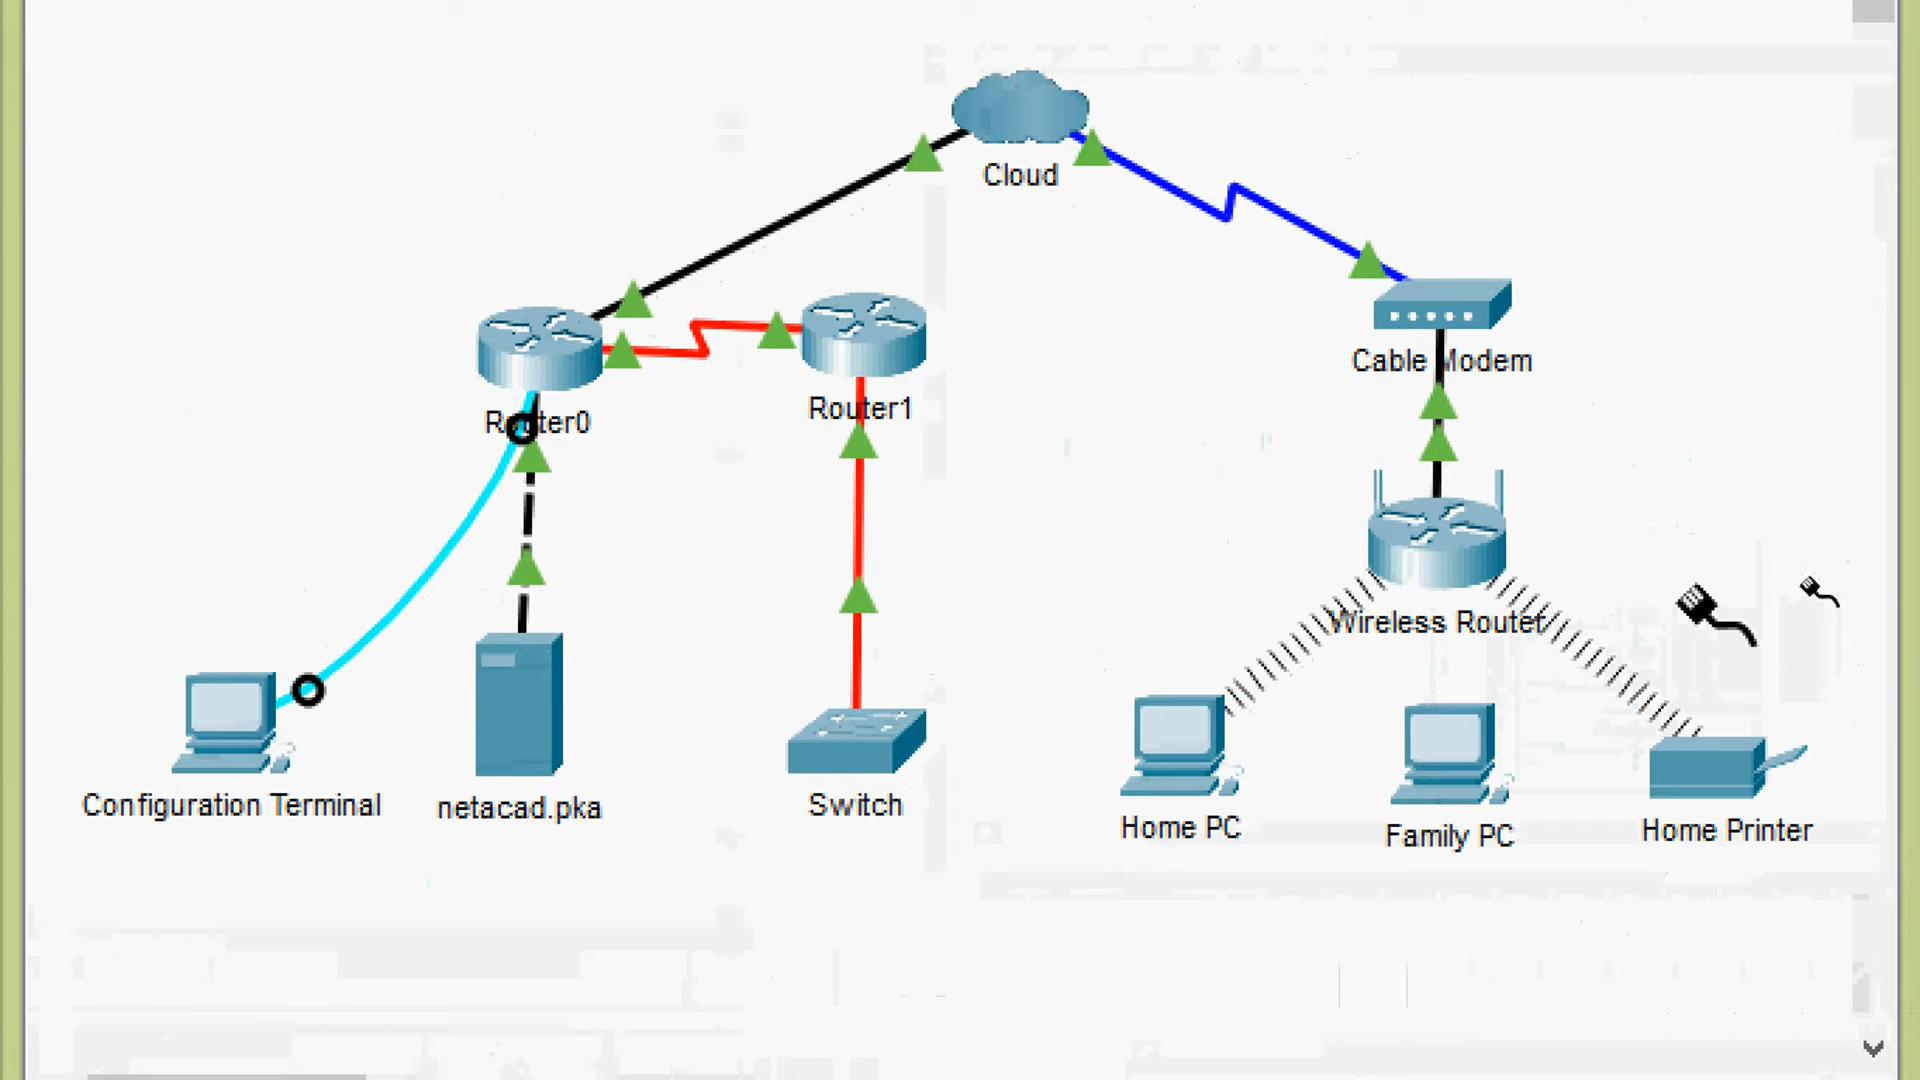 Cloud
Cable Modem
Router0
Router1
Wireless Router
Configuration Terminal
netacad.pka
Switch
Home PC
Family PC
Home Printer